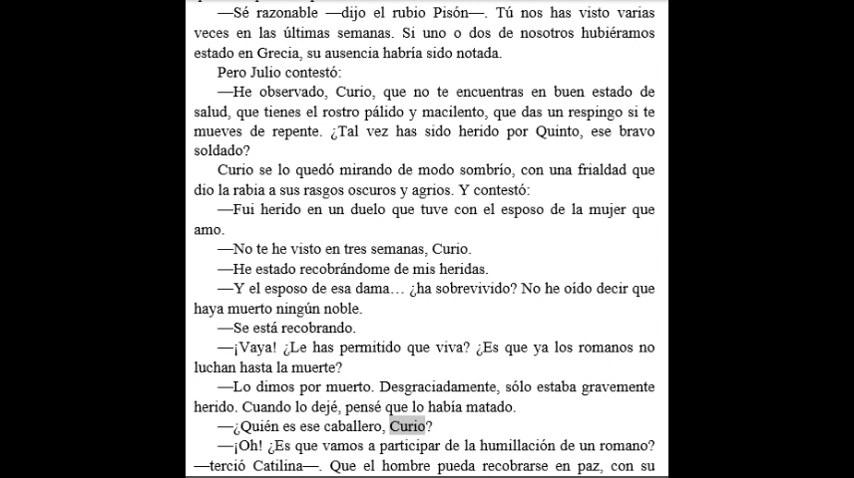 —Sé razonable —dijo el rubio Pisón—. Tú nos has visto varias
veces en las últimas semanas. Si uno o dos de nosotros hubiéramos
estado en Grecia, su ausencia habría sido notada.
Pero Julio contestó:
—He observado, Curio, que no te encuentras en buen estado de
salud, que tienes el rostro pálido y macilento, que das un respingo si te
mueves de repente. ¿Tal vez has sido herido por Quinto, ese bravo
soldado?
Curio se lo quedó mirando de modo sombrío, con una frialdad que
dio la rabia a sus rasgos oscuros y agrios. Y contestó:
—Fui herido en un duelo que tuve con el esposo de la mujer que
amo.
—No te he visto en tres semanas, Curio.
—He estado recobrándome de mis heridas.
—Y el esposo de esa dama… ¿ha sobrevivido? No he oído decir que
haya muerto ningún noble.
—Se está recobrando.
—¡Vaya! ¿Le has permitido que viva? ¿Es que ya los romanos no
luchan hasta la muerte?
—Lo dimos por muerto. Desgraciadamente, sólo estaba gravemente
herido. Cuando lo dejé, pensé que lo había matado.
—¿Quién es ese caballero, Curio?
—¡Oh! ¿Es que vamos a participar de la humillación de un romano?
—terció Catilina—. Que el hombre pueda recobrarse en paz, con su